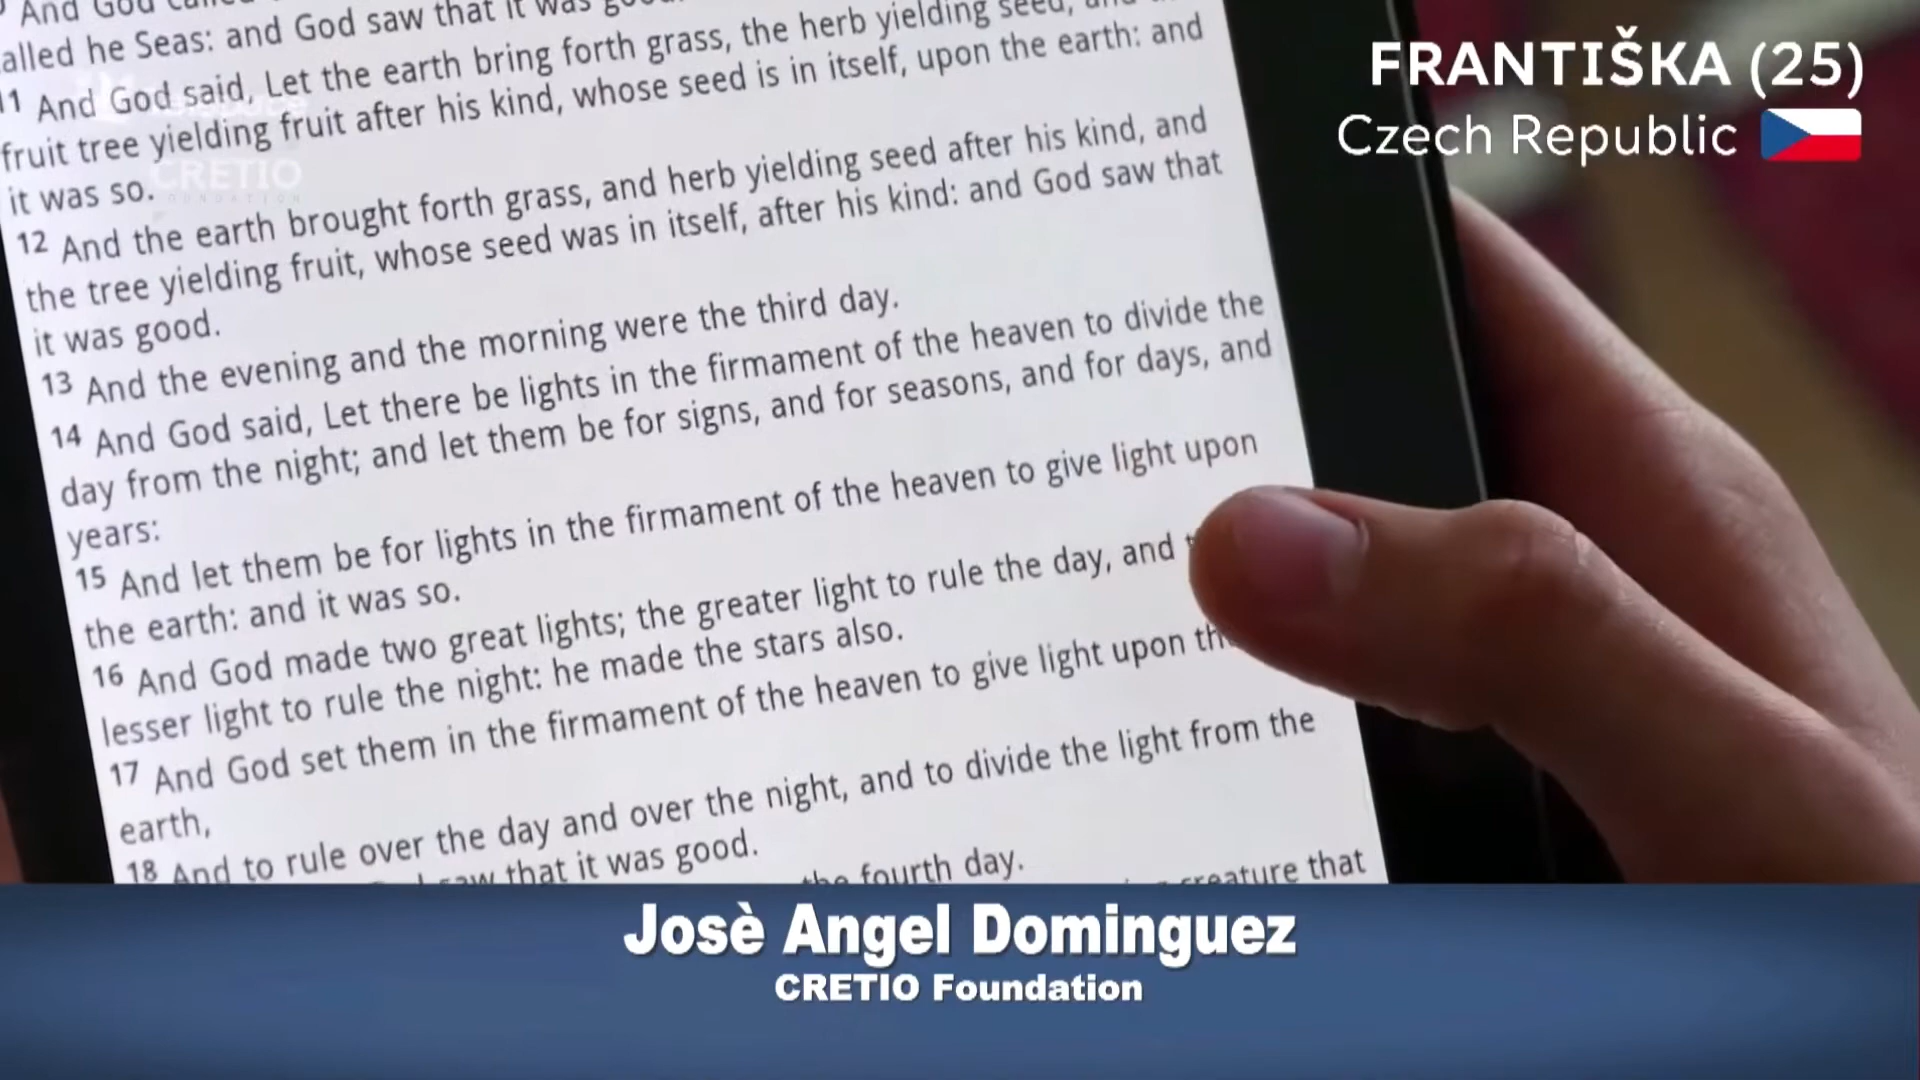 And God called
alled he Seas: and God saw that it was good.
11 And God said, Let the earth bring forth grass, the herb yielding seed, and
fruit tree yielding fruit after his kind, whose seed is in itself, upon the earth: and
it was so.
12 And the earth brought forth grass, and herb yielding seed after his kind, and
the tree yielding fruit, whose seed was in itself, after his kind: and God saw that
it was good.
13 And the evening and the morning were the third day.
14 And God said, Let there be lights in the firmament of the heaven to divide the
day from the night; and let them be for signs, and for seasons, and for days, and
years:
15 And let them be for lights in the firmament of the heaven to give light upon
the earth: and it was so.
16 And God made two great lights; the greater light to rule the day, and
lesser light to rule the night: he made the stars also.
17 And God set them in the firmament of the heaven to give light upon th
earth,
18 And to rule over the day and over the night, and to divide the light from the
saw that it was good.
the fourth day.
creature that
CRETIO
FOUNDATION
FRANTIŠKA (25)
Czech Republic
Josè Angel Dominguez
CRETIO Foundation